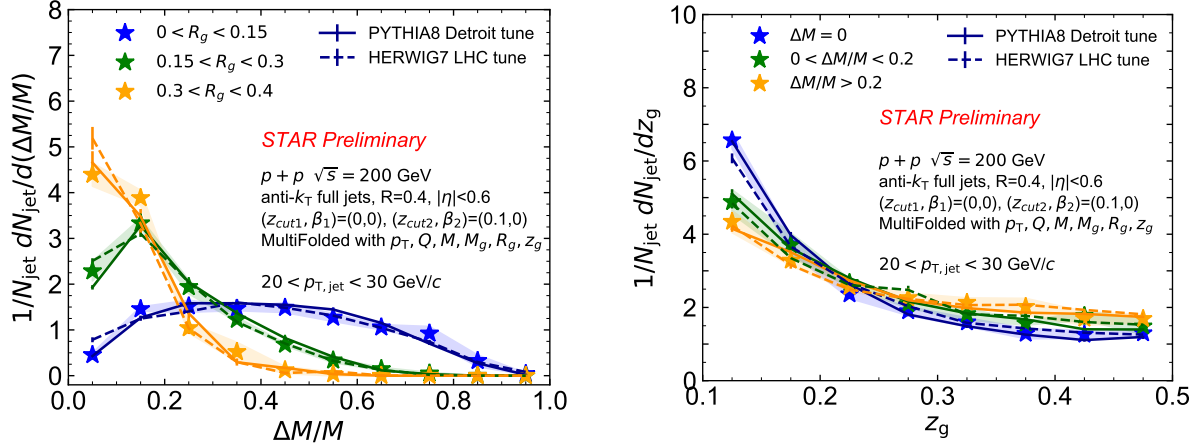 1/N_jet dN_jet/d(ΔM/M)
8
7
6
5
4
3
2
1
0
0 < R_g < 0.15
0.15 < R_g < 0.3
0.3 < R_g < 0.4
PYTHIA8 Detroit tune
HERWIG7 LHC tune
STAR Preliminary
p + p √s = 200 GeV
anti-k_T full jets, R=0.4, |η|<0.6
(z_cut1, β_1)=(0,0), (z_cut2, β_2)=(0.1,0)
MultiFolded with p_T, Q, M, M_g, R_g, z_g
20 < p_T,jet < 30 GeV/c
0.0 0.2 0.4 0.6 0.8 1.0
ΔM/M
1/N_jet dN_jet/dz_g
10
8
6
4
2
0
ΔM = 0
0 < ΔM/M < 0.2
ΔM/M > 0.2
PYTHIA8 Detroit tune
HERWIG7 LHC tune
STAR Preliminary
p + p √s = 200 GeV
anti-k_T full jets, R=0.4, |η|<0.6
(z_cut1, β_1)=(0,0), (z_cut2, β_2)=(0.1,0)
MultiFolded with p_T, Q, M, M_g, R_g, z_g
20 < p_T,jet < 30 GeV/c
0.1 0.2 0.3 0.4 0.5
z_g